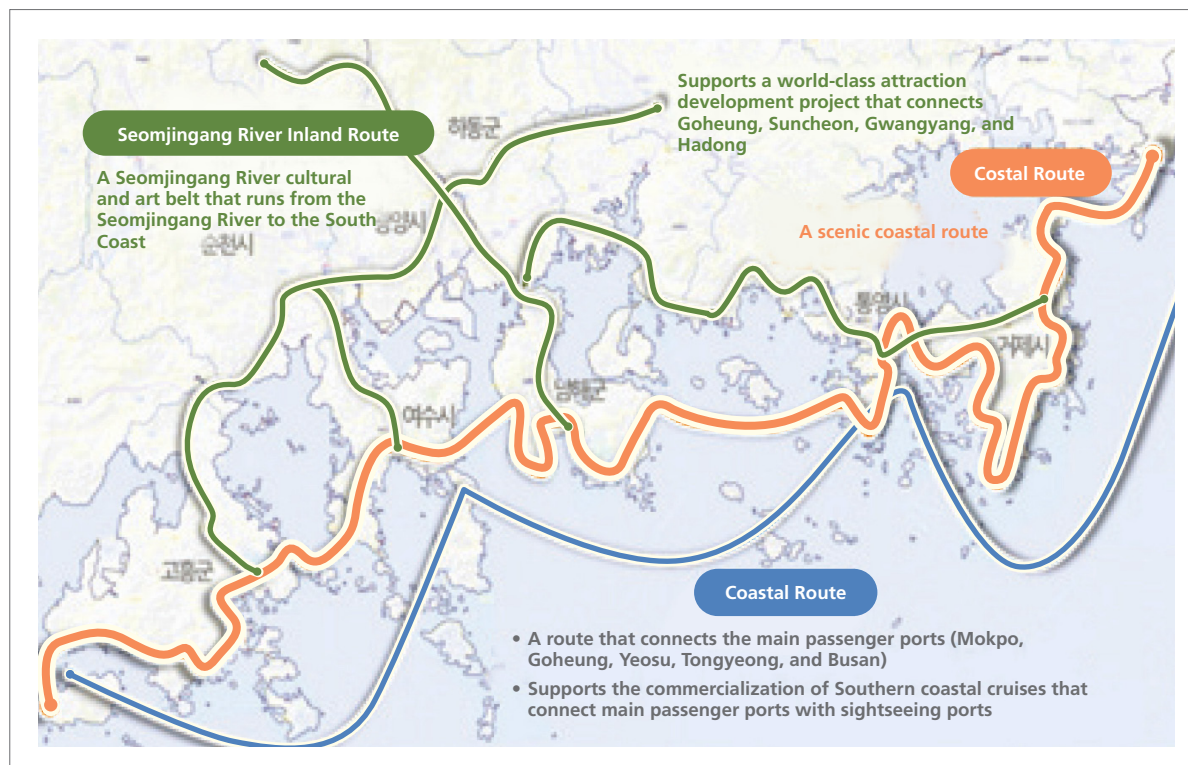 Supports a world-class attraction
development project that connects
Goheung, Suncheon, Gwangyang, and
Hadong
Seomjingang River Inland Route
하동군
Costal Route
A Seomjingang River cultural
and art belt that runs from the
Seomjingang River to the South
Coast
순천시
A scenic coastal route
통영시
거제시
남해군
여수시
고흥군
Coastal Route
• A route that connects the main passenger ports (Mokpo,
Goheung, Yeosu, Tongyeong, and Busan)
• Supports the commercialization of Southern coastal cruises that
connect main passenger ports with sightseeing ports